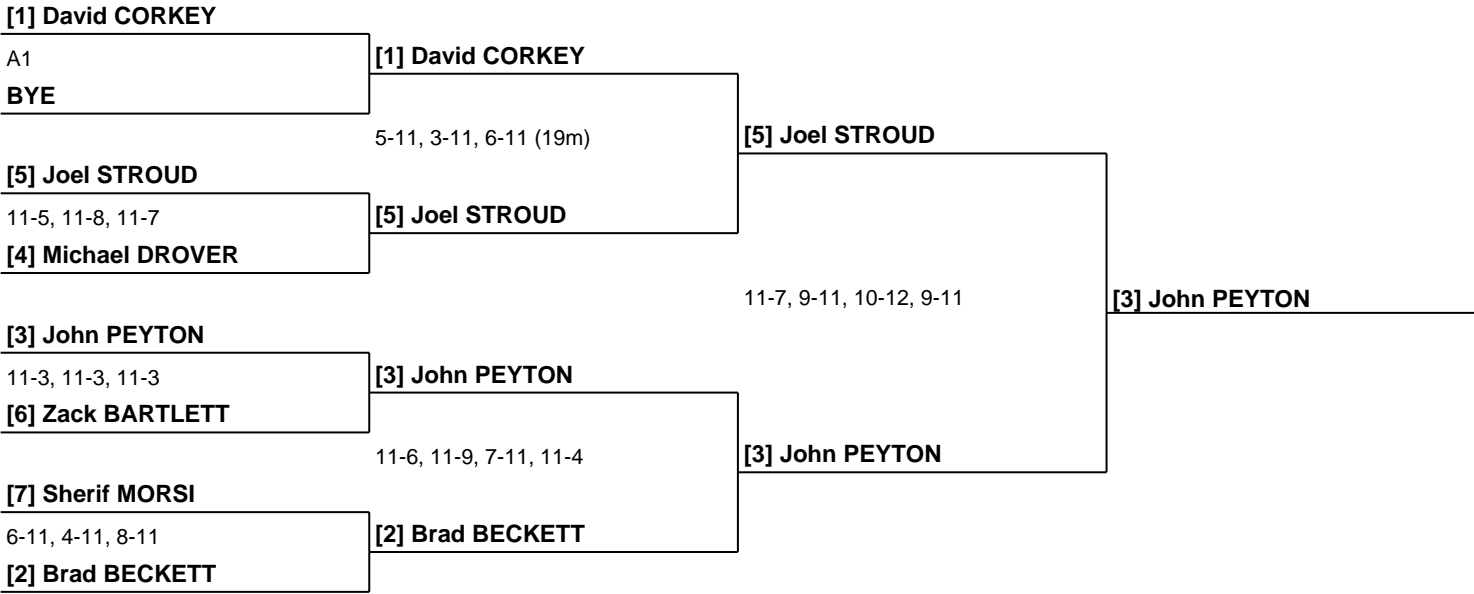 [1] David CORKEY
A1
BYE
[1] David CORKEY
5-11, 3-11, 6-11 (19m)
[5] Joel STROUD
[5] Joel STROUD
11-5, 11-8, 11-7
[4] Michael DROVER
[5] Joel STROUD
11-7, 9-11, 10-12, 9-11
[3] John PEYTON
[3] John PEYTON
11-3, 11-3, 11-3
[6] Zack BARTLETT
[3] John PEYTON
11-6, 11-9, 7-11, 11-4
[3] John PEYTON
[7] Sherif MORSI
6-11, 4-11, 8-11
[2] Brad BECKETT
[2] Brad BECKETT